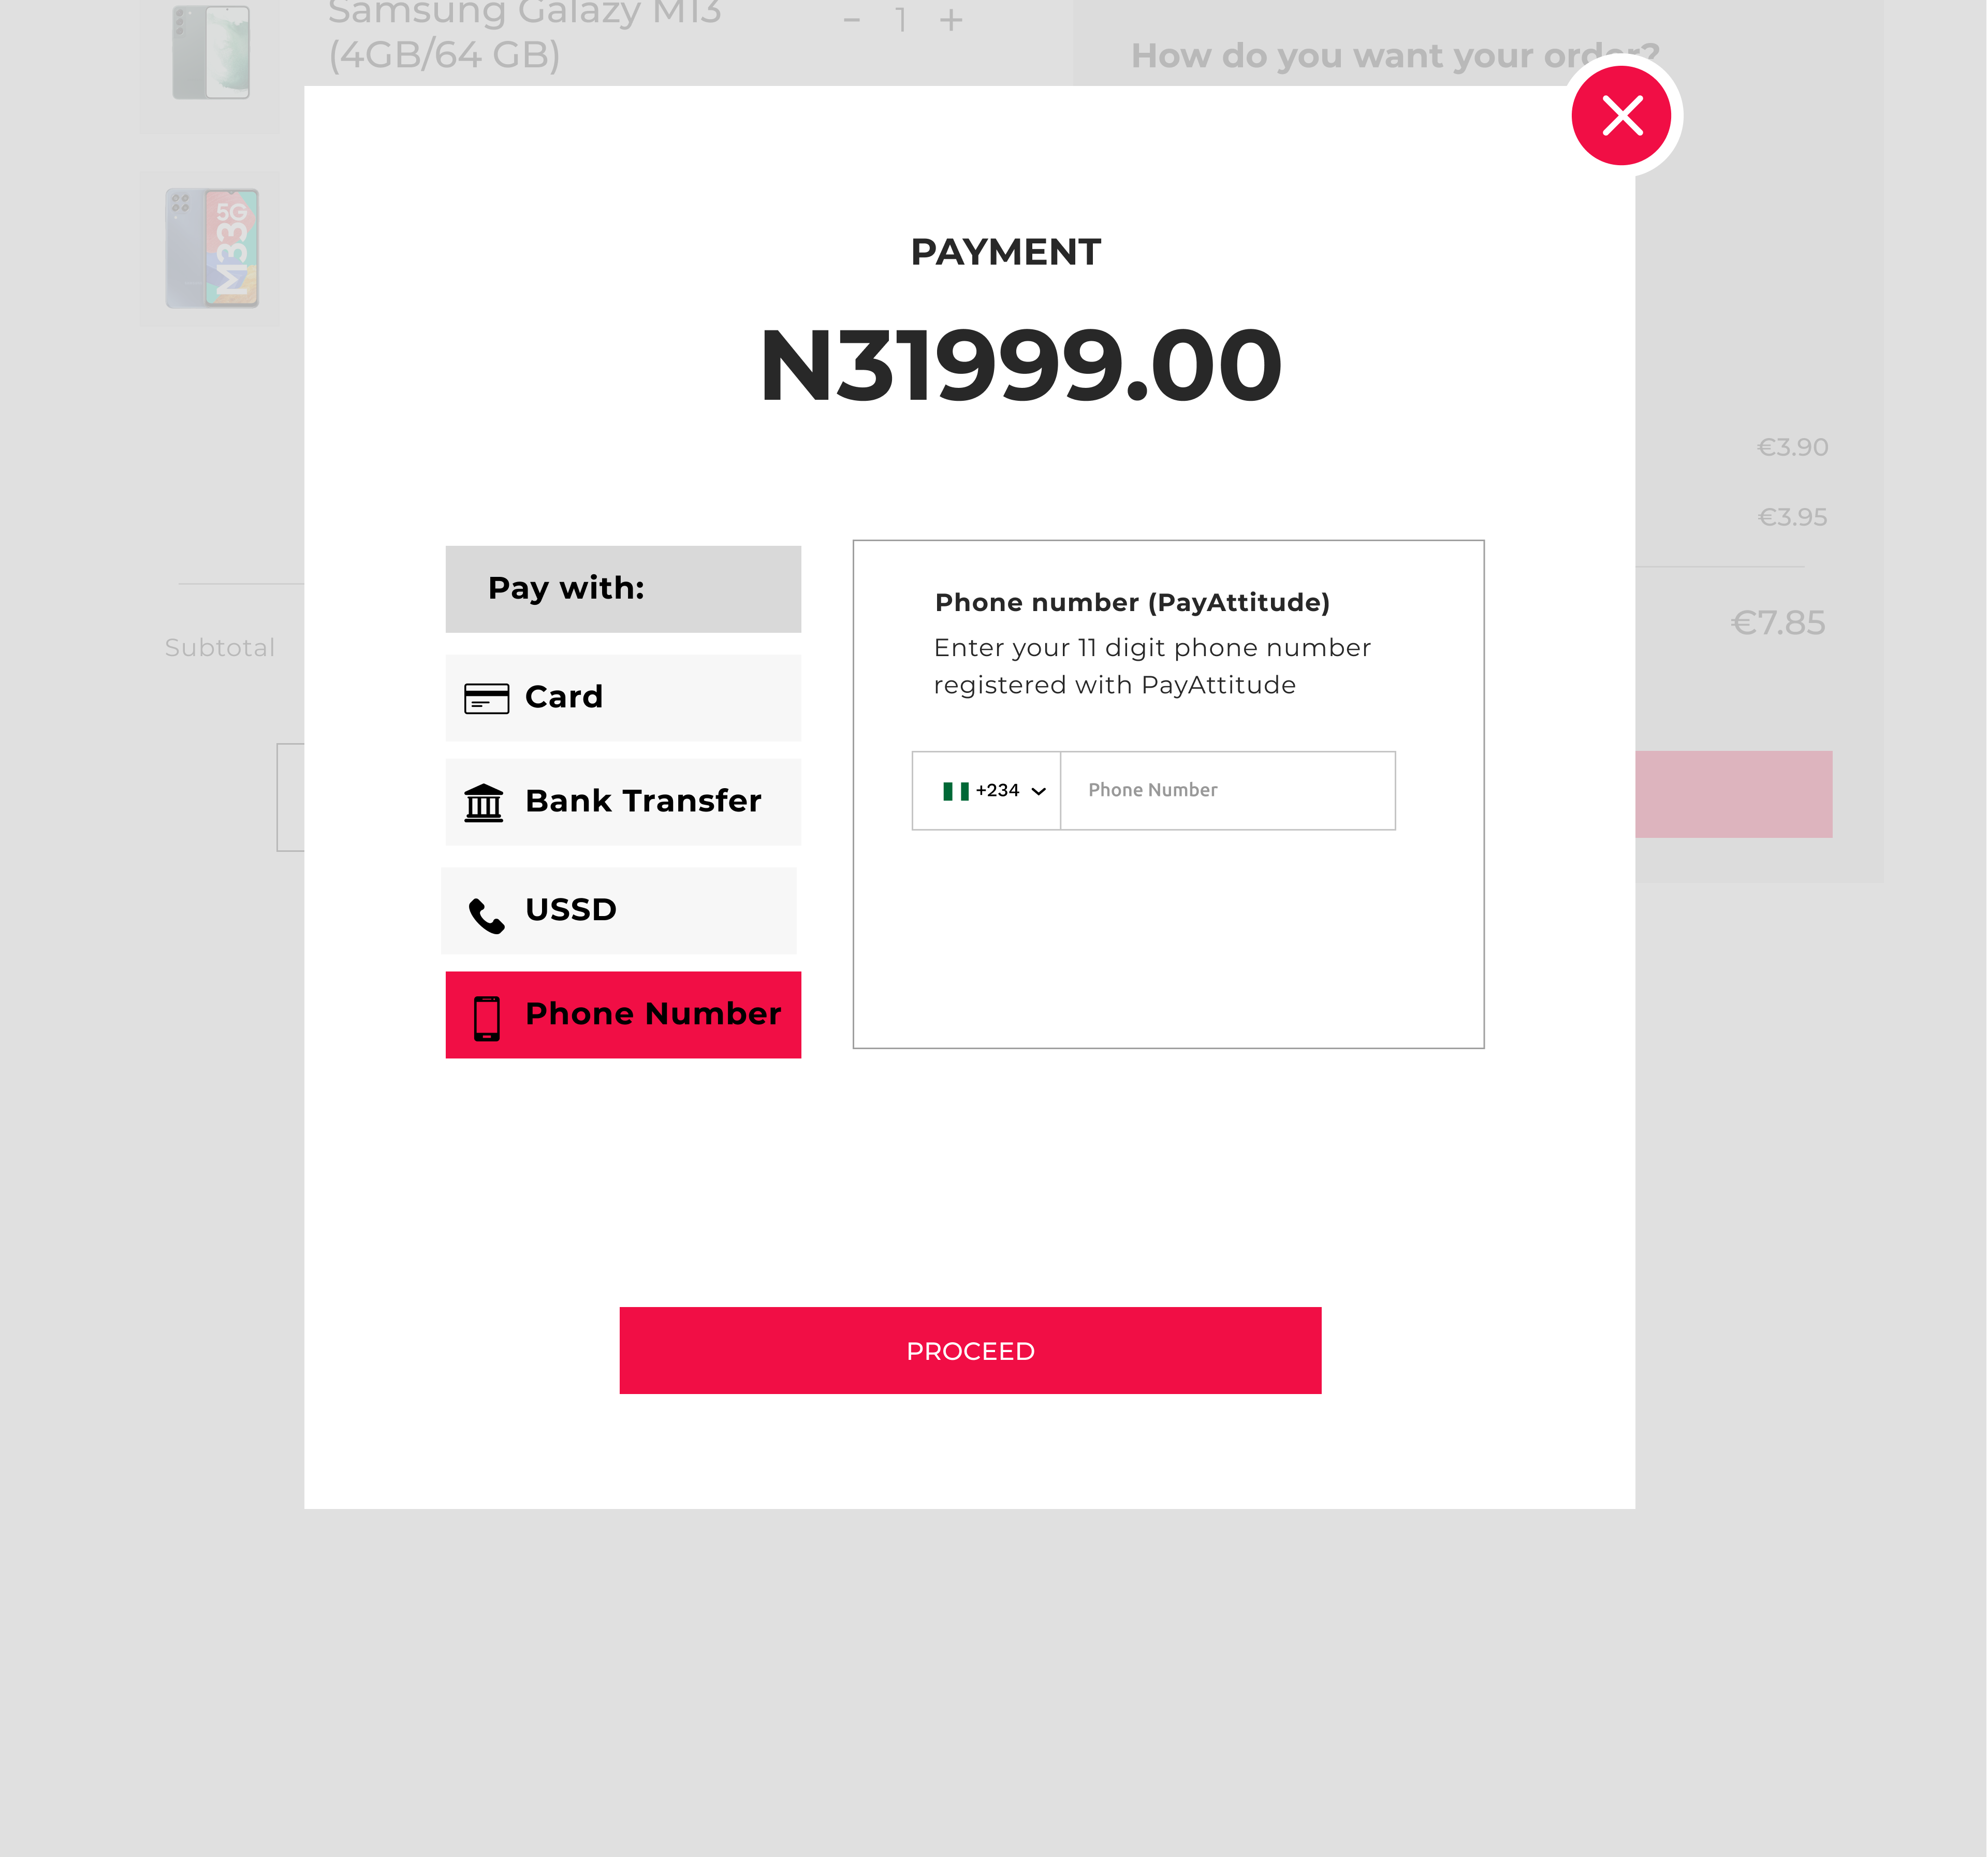 Samsung Galazy M13
(4GB/64 GB)
− 1 +
How do you want your order?
5G
M33
PAYMENT
N31999.00
€3.90
€3.95
€7.85
Subtotal
Pay with:
Card
Bank Transfer
USSD
Phone Number
Phone number (PayAttitude)
Enter your 11 digit phone number
registered with PayAttitude
+234
Phone Number
PROCEED